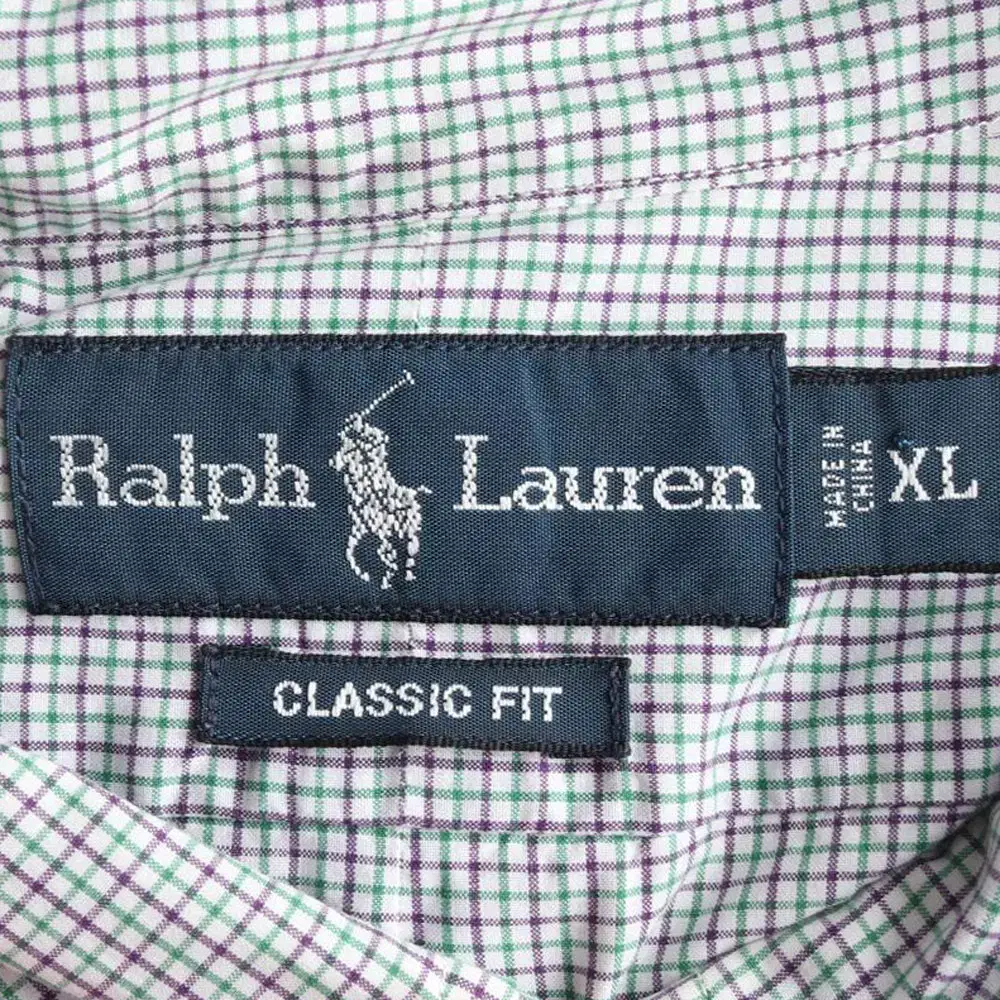 Ralph Lauren
MADE IN
CHINA
XL
CLASSIC FIT